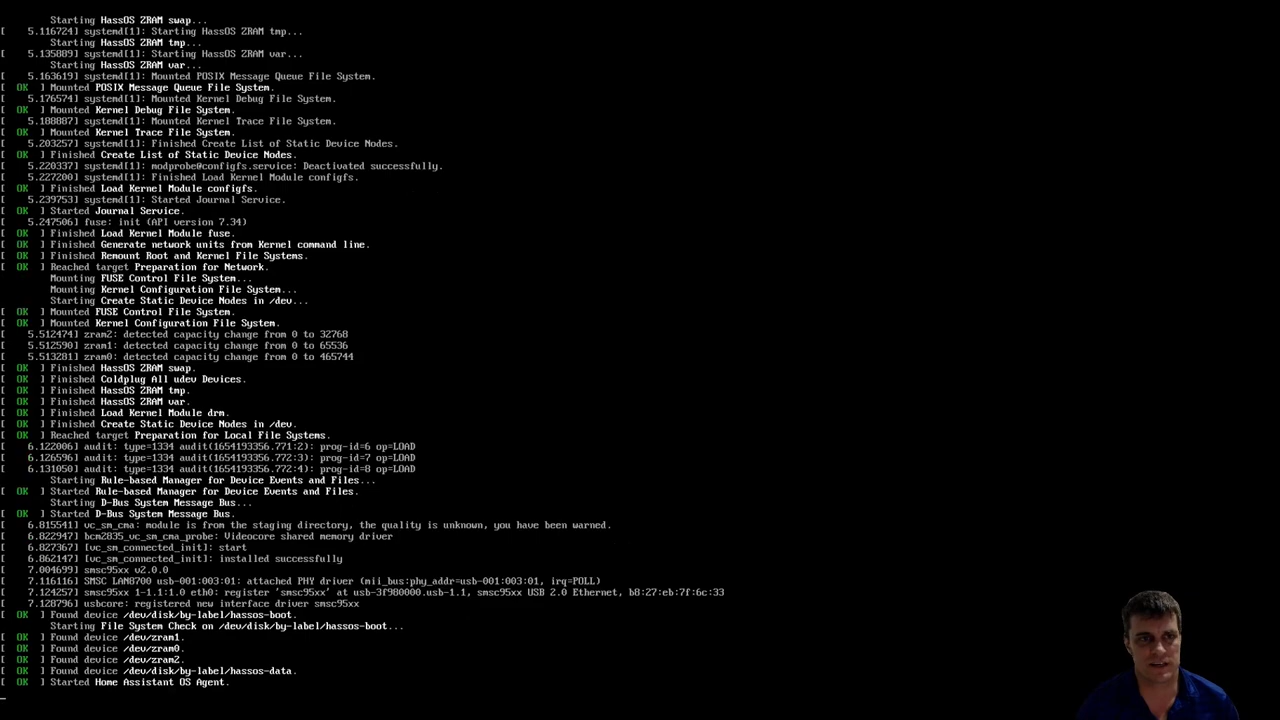 Starting HassOS ZRAM swap...
[    5.116724] systemd[1]: Starting HassOS ZRAM tmp...
Starting HassOS ZRAM tmp...
[    5.135889] systemd[1]: Starting HassOS ZRAM var...
Starting HassOS ZRAM var...
[    5.163619] systemd[1]: Mounted POSIX Message Queue File System.
[  OK  ] Mounted POSIX Message Queue File System.
[    5.176574] systemd[1]: Mounted Kernel Debug File System.
[  OK  ] Mounted Kernel Debug File System.
[    5.188887] systemd[1]: Mounted Kernel Trace File System.
[  OK  ] Mounted Kernel Trace File System.
[    5.203257] systemd[1]: Finished Create List of Static Device Nodes.
[  OK  ] Finished Create List of Static Device Nodes.
[    5.220337] systemd[1]: modprobe@configfs.service: Deactivated successfully.
[    5.227200] systemd[1]: Finished Load Kernel Module configfs.
[  OK  ] Finished Load Kernel Module configfs.
[    5.239753] systemd[1]: Started Journal Service.
[  OK  ] Started Journal Service.
[    5.247506] fuse: init (API version 7.34)
[  OK  ] Finished Load Kernel Module fuse.
[  OK  ] Finished Generate network units from Kernel command line.
[  OK  ] Finished Remount Root and Kernel File Systems.
[  OK  ] Reached target Preparation for Network.
Mounting FUSE Control File System...
Mounting Kernel Configuration File System...
Starting Create Static Device Nodes in /dev...
[  OK  ] Mounted FUSE Control File System.
[  OK  ] Mounted Kernel Configuration File System.
[    5.512474] zram2: detected capacity change from 0 to 32768
[    5.512590] zram1: detected capacity change from 0 to 65536
[    5.513281] zram0: detected capacity change from 0 to 465744
[  OK  ] Finished HassOS ZRAM swap.
[  OK  ] Finished Coldplug All udev Devices.
[  OK  ] Finished HassOS ZRAM tmp.
[  OK  ] Finished HassOS ZRAM var.
[  OK  ] Finished Load Kernel Module drm.
[  OK  ] Finished Create Static Device Nodes in /dev.
[  OK  ] Reached target Preparation for Local File Systems.
[    6.122006] audit: type=1334 audit(1654193356.771:2): prog-id=6 op=LOAD
[    6.126596] audit: type=1334 audit(1654193356.772:3): prog-id=7 op=LOAD
[    6.131050] audit: type=1334 audit(1654193356.772:4): prog-id=8 op=LOAD
Starting Rule-based Manager for Device Events and Files...
[  OK  ] Started Rule-based Manager for Device Events and Files.
Starting D-Bus System Message Bus...
[  OK  ] Started D-Bus System Message Bus.
[    6.815541] vc_sm_cma: module is from the staging directory, the quality is unknown, you have been warned.
[    6.822947] bcm2835_vc_sm_cma_probe: Videocore shared memory driver
[    6.827367] [vc_sm_connected_init]: start
[    6.862147] [vc_sm_connected_init]: installed successfully
[    7.004699] smsc95xx v2.0.0
[    7.116116] SMSC LAN8700 usb-001:003:01: attached PHY driver (mii_bus:phy_addr=usb-001:003:01, irq=POLL)
[    7.124257] smsc95xx 1-1.1:1.0 eth0: register 'smsc95xx' at usb-3f980000.usb-1.1, smsc95xx USB 2.0 Ethernet, b8:27:eb:7f:6c:33
[    7.128796] usbcore: registered new interface driver smsc95xx
[  OK  ] Found device /dev/disk/by-label/hassos-boot.
Starting File System Check on /dev/disk/by-label/hassos-boot...
[  OK  ] Found device /dev/zram1.
[  OK  ] Found device /dev/zram0.
[  OK  ] Found device /dev/zram2.
[  OK  ] Found device /dev/disk/by-label/hassos-data.
[  OK  ] Started Home Assistant OS Agent.